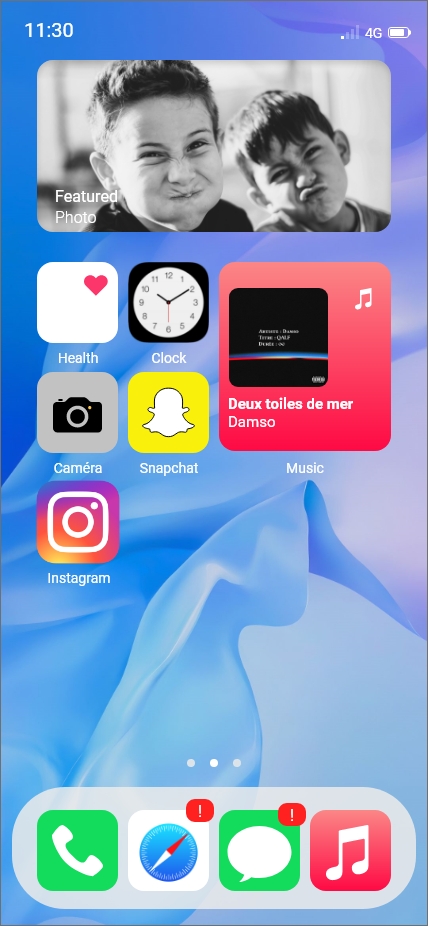 11:30
4G
Featured
Photo
12
Health
Clock
ARTISTE : DAMSO
TITRE : QALF
DURÉE : ∞
Deux toiles de mer
Damso
Caméra
Snapchat
Music
Instagram
!
!